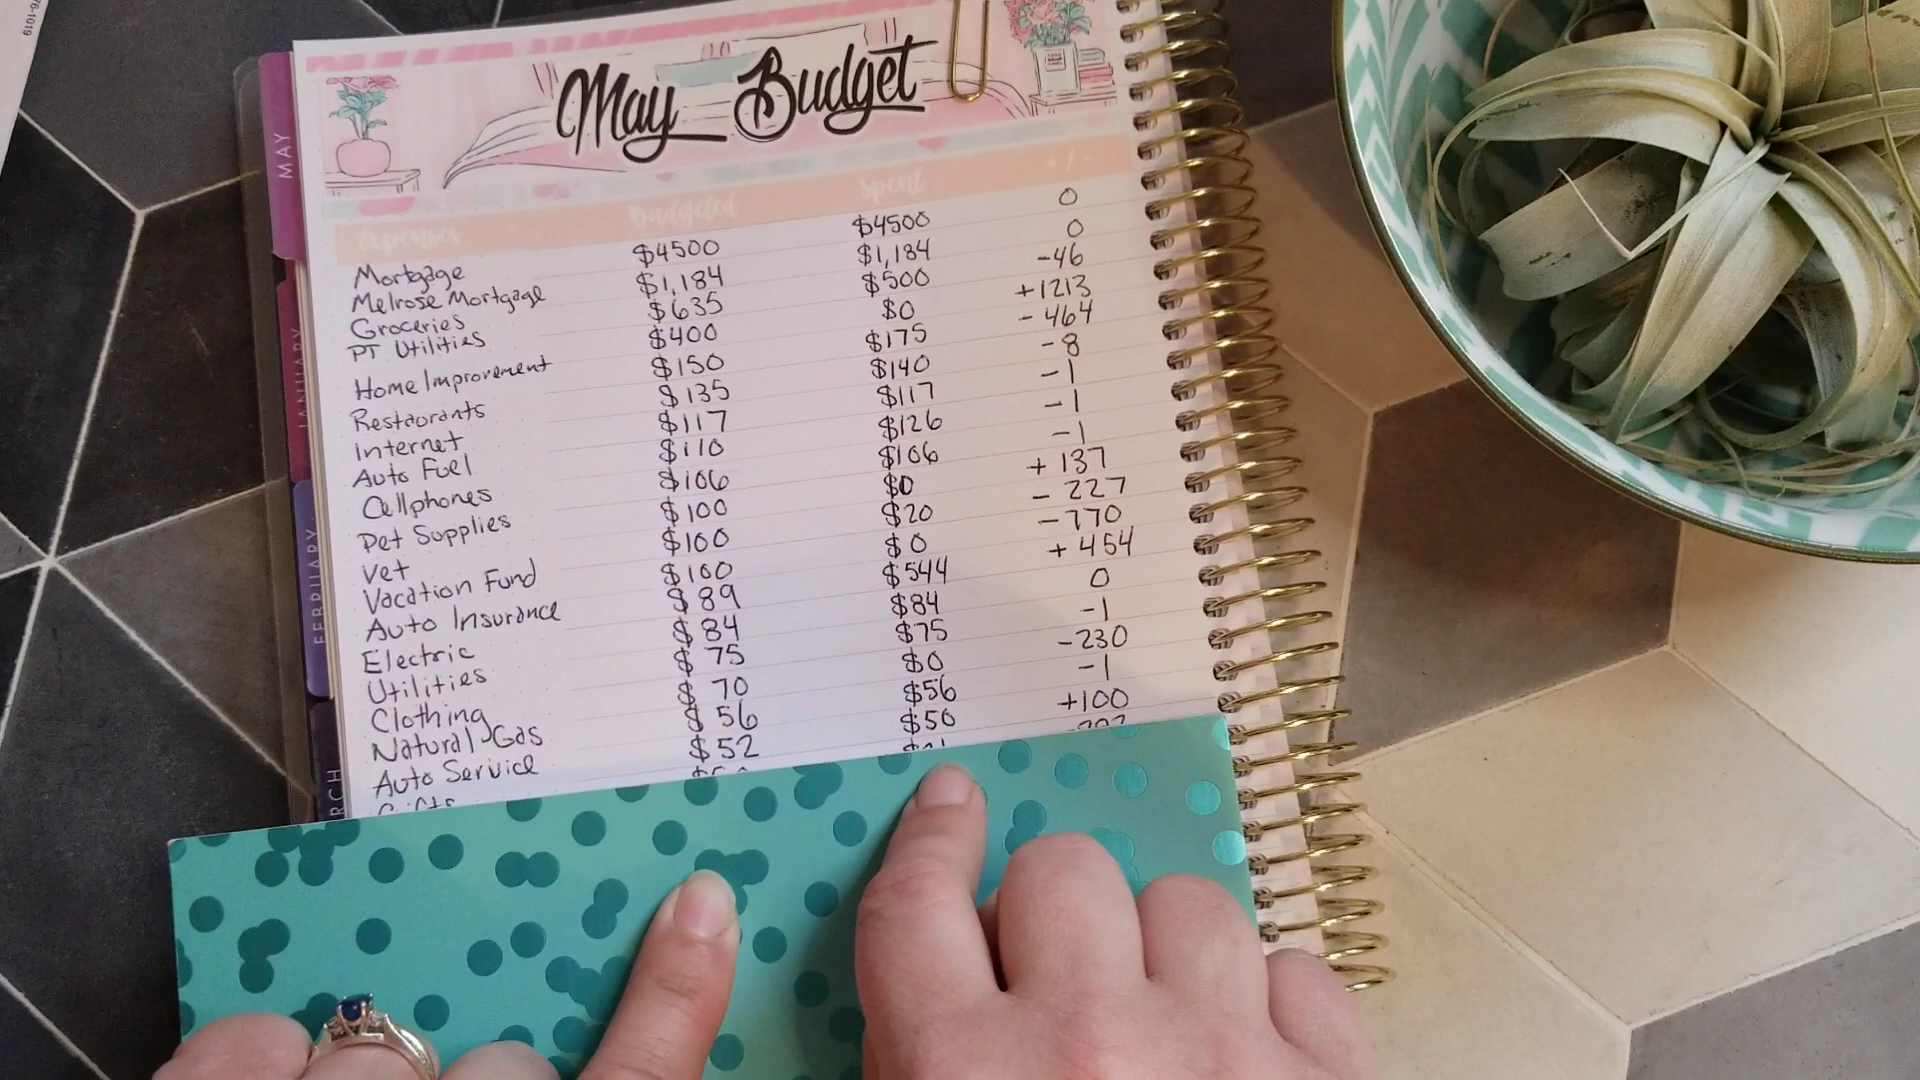 May Budget
expenses Budgeted Spent +/-
Mortgage $4500 $4500 0
Melrose Mortgage $1,184 $1,184 0
Groceries $635 $500 -46
PT Utilities $400 $0 +1213
Home Improvement $150 $175 -464
Restaurants $135 $140 -8
Internet $117 $117 -1
Auto Fuel $110 $126 -1
Cellphones $106 $106 -1
Pet Supplies $100 $0 +137
Vet $100 $20 -227
Vacation Fund $100 $0 -770
Auto Insurance $89 $544 +454
Electric $84 $84 0
Utilities $75 $75 -1
Clothing $70 $0 -230
Natural Gas $56 $56 -1
Auto Service $52 $50 +100
MAY
JANUARY
FEBRUARY
RCH